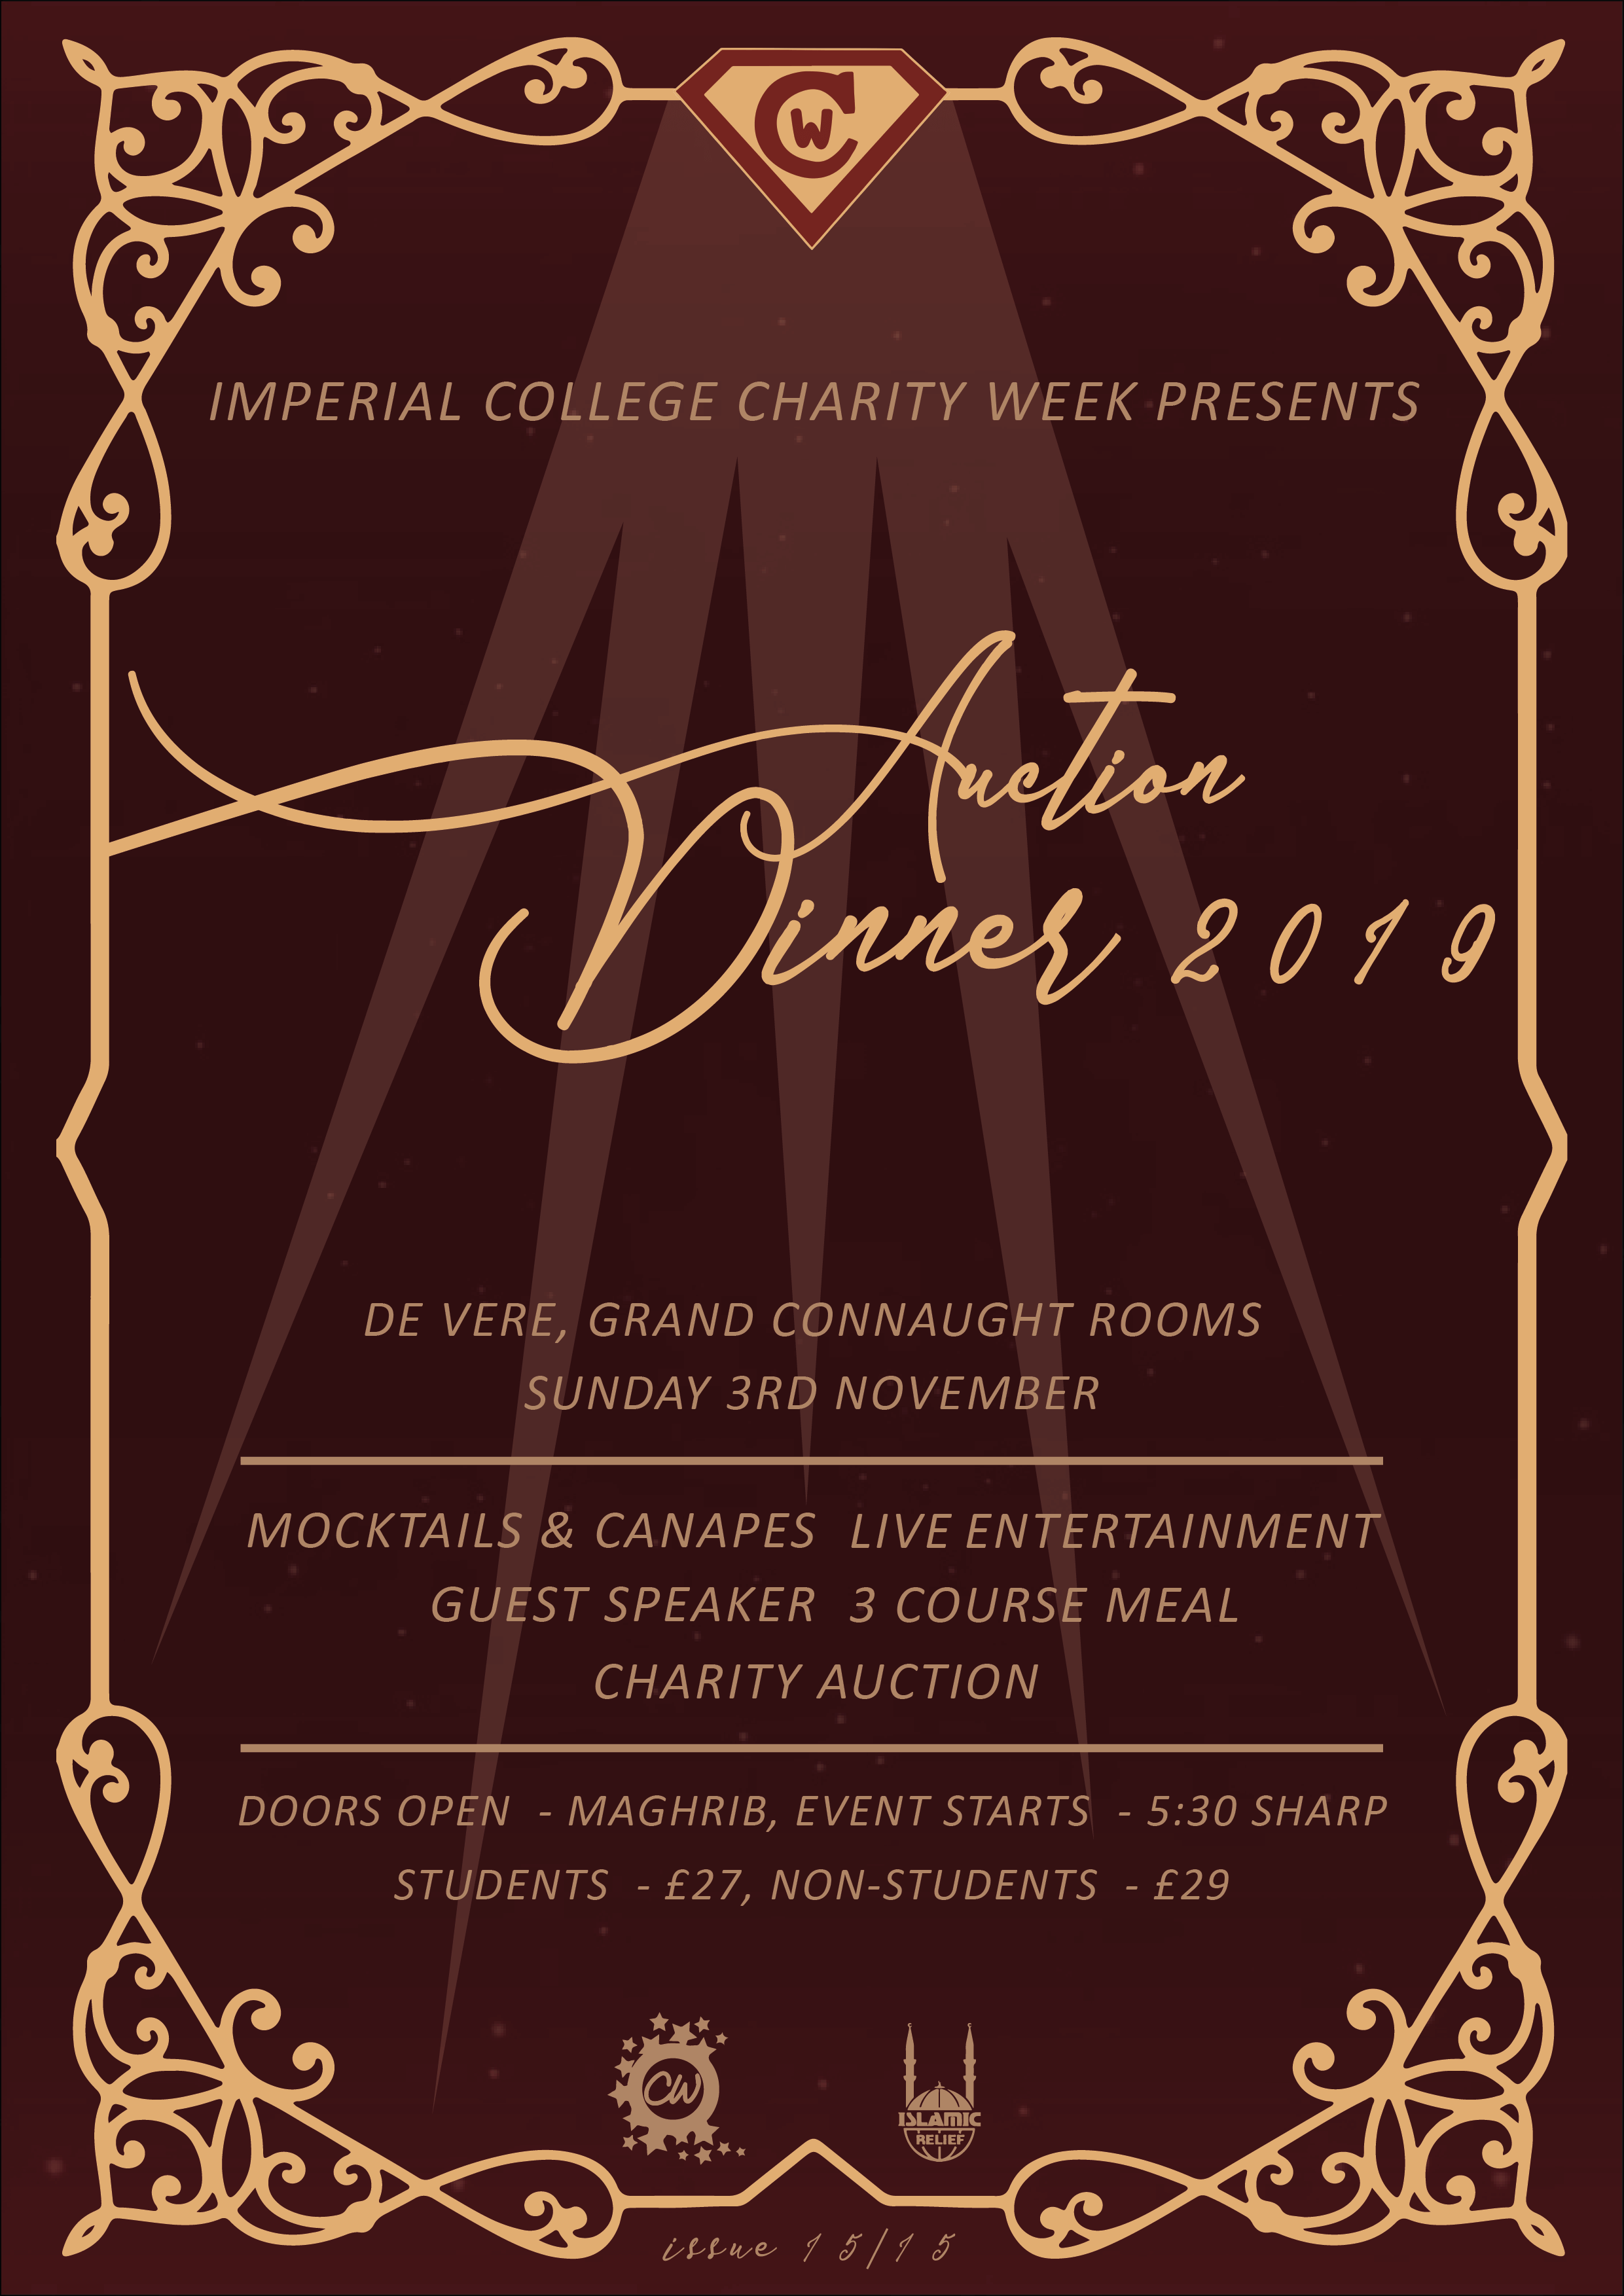 CW
IMPERIAL COLLEGE CHARITY WEEK PRESENTS
Auction
Dinner 2019
DE VERE, GRAND CONNAUGHT ROOMS
SUNDAY 3RD NOVEMBER
MOCKTAILS & CANAPES LIVE ENTERTAINMENT
GUEST SPEAKER 3 COURSE MEAL
CHARITY AUCTION
DOORS OPEN - MAGHRIB, EVENT STARTS - 5:30 SHARP
STUDENTS - £27, NON-STUDENTS - £29
CW
ISLAMIC
RELIEF
issue 15/15